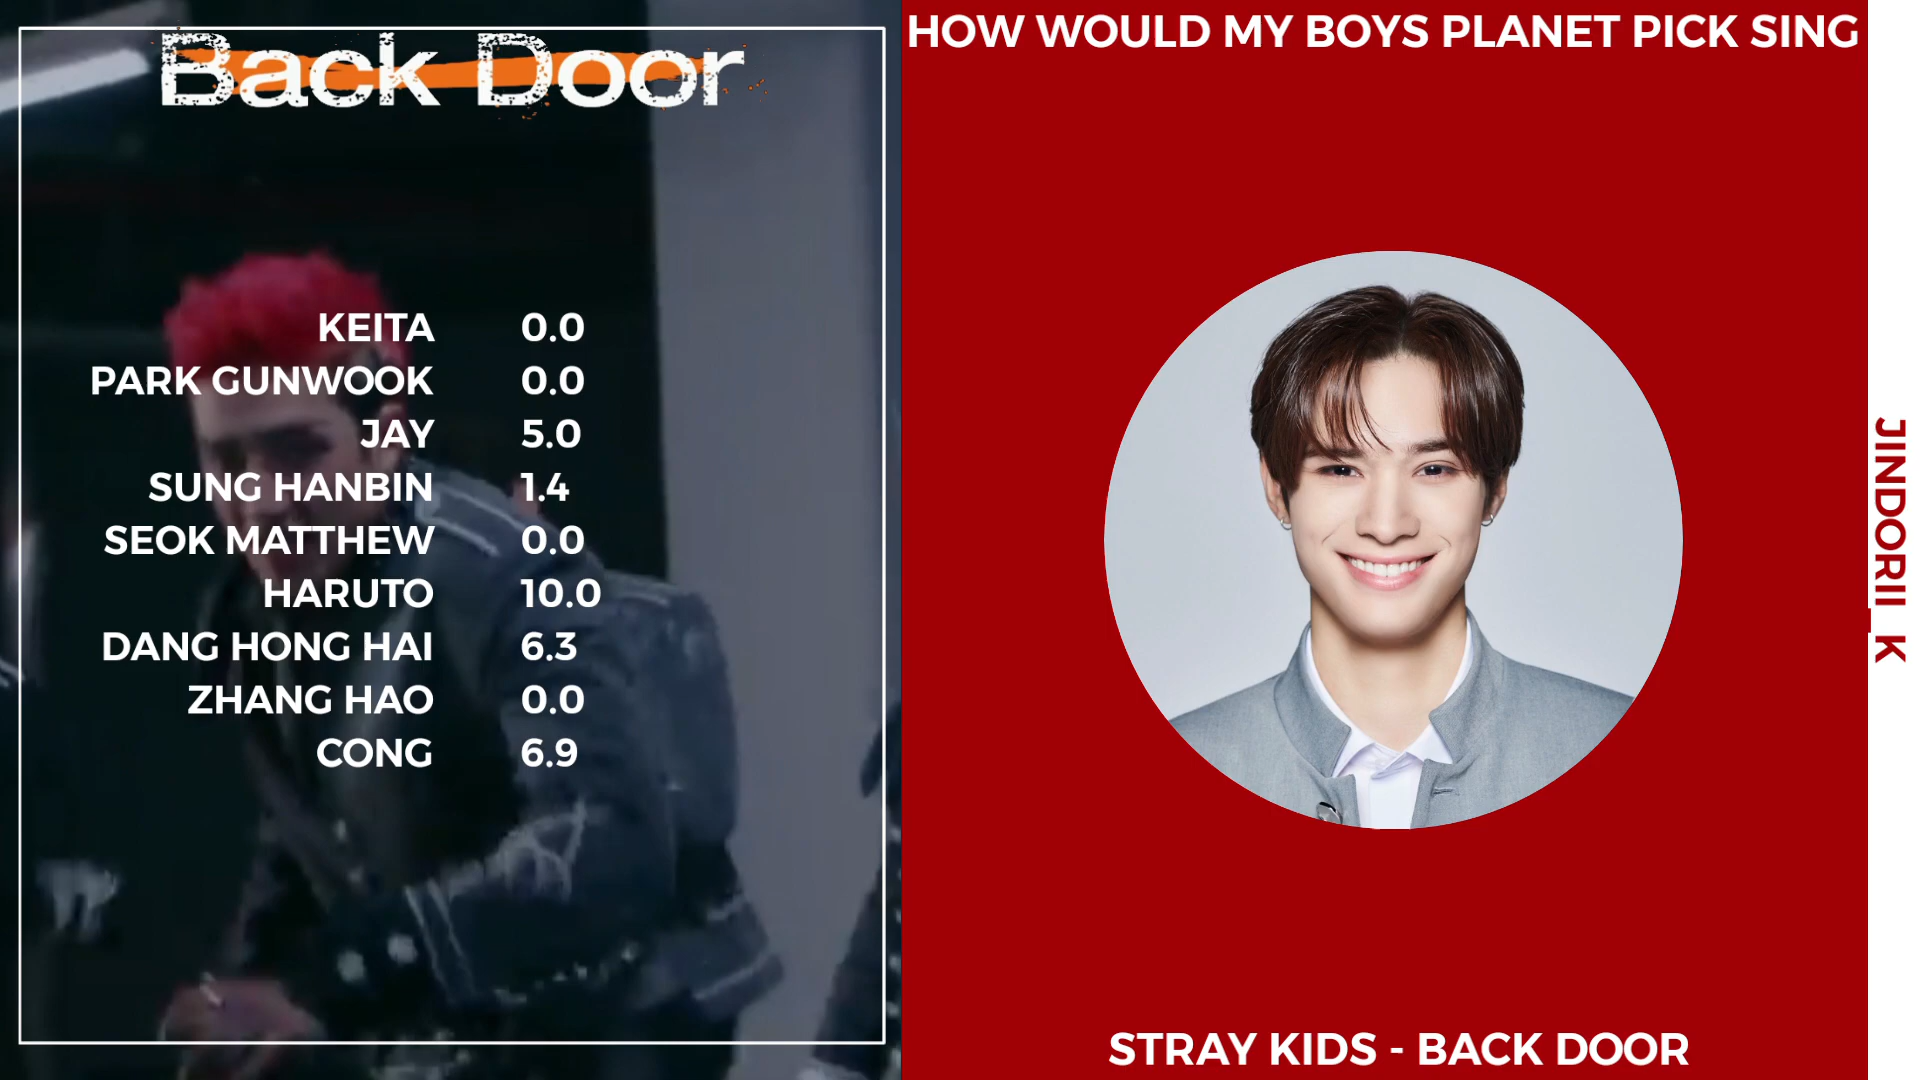 Back Door
KEITA 0.0
PARK GUNWOOK 0.0
JAY 5.0
SUNG HANBIN 1.4
SEOK MATTHEW 0.0
HARUTO 10.0
DANG HONG HAI 6.3
ZHANG HAO 0.0
CONG 6.9
HOW WOULD MY BOYS PLANET PICK SING
STRAY KIDS - BACK DOOR
JINDORII_K